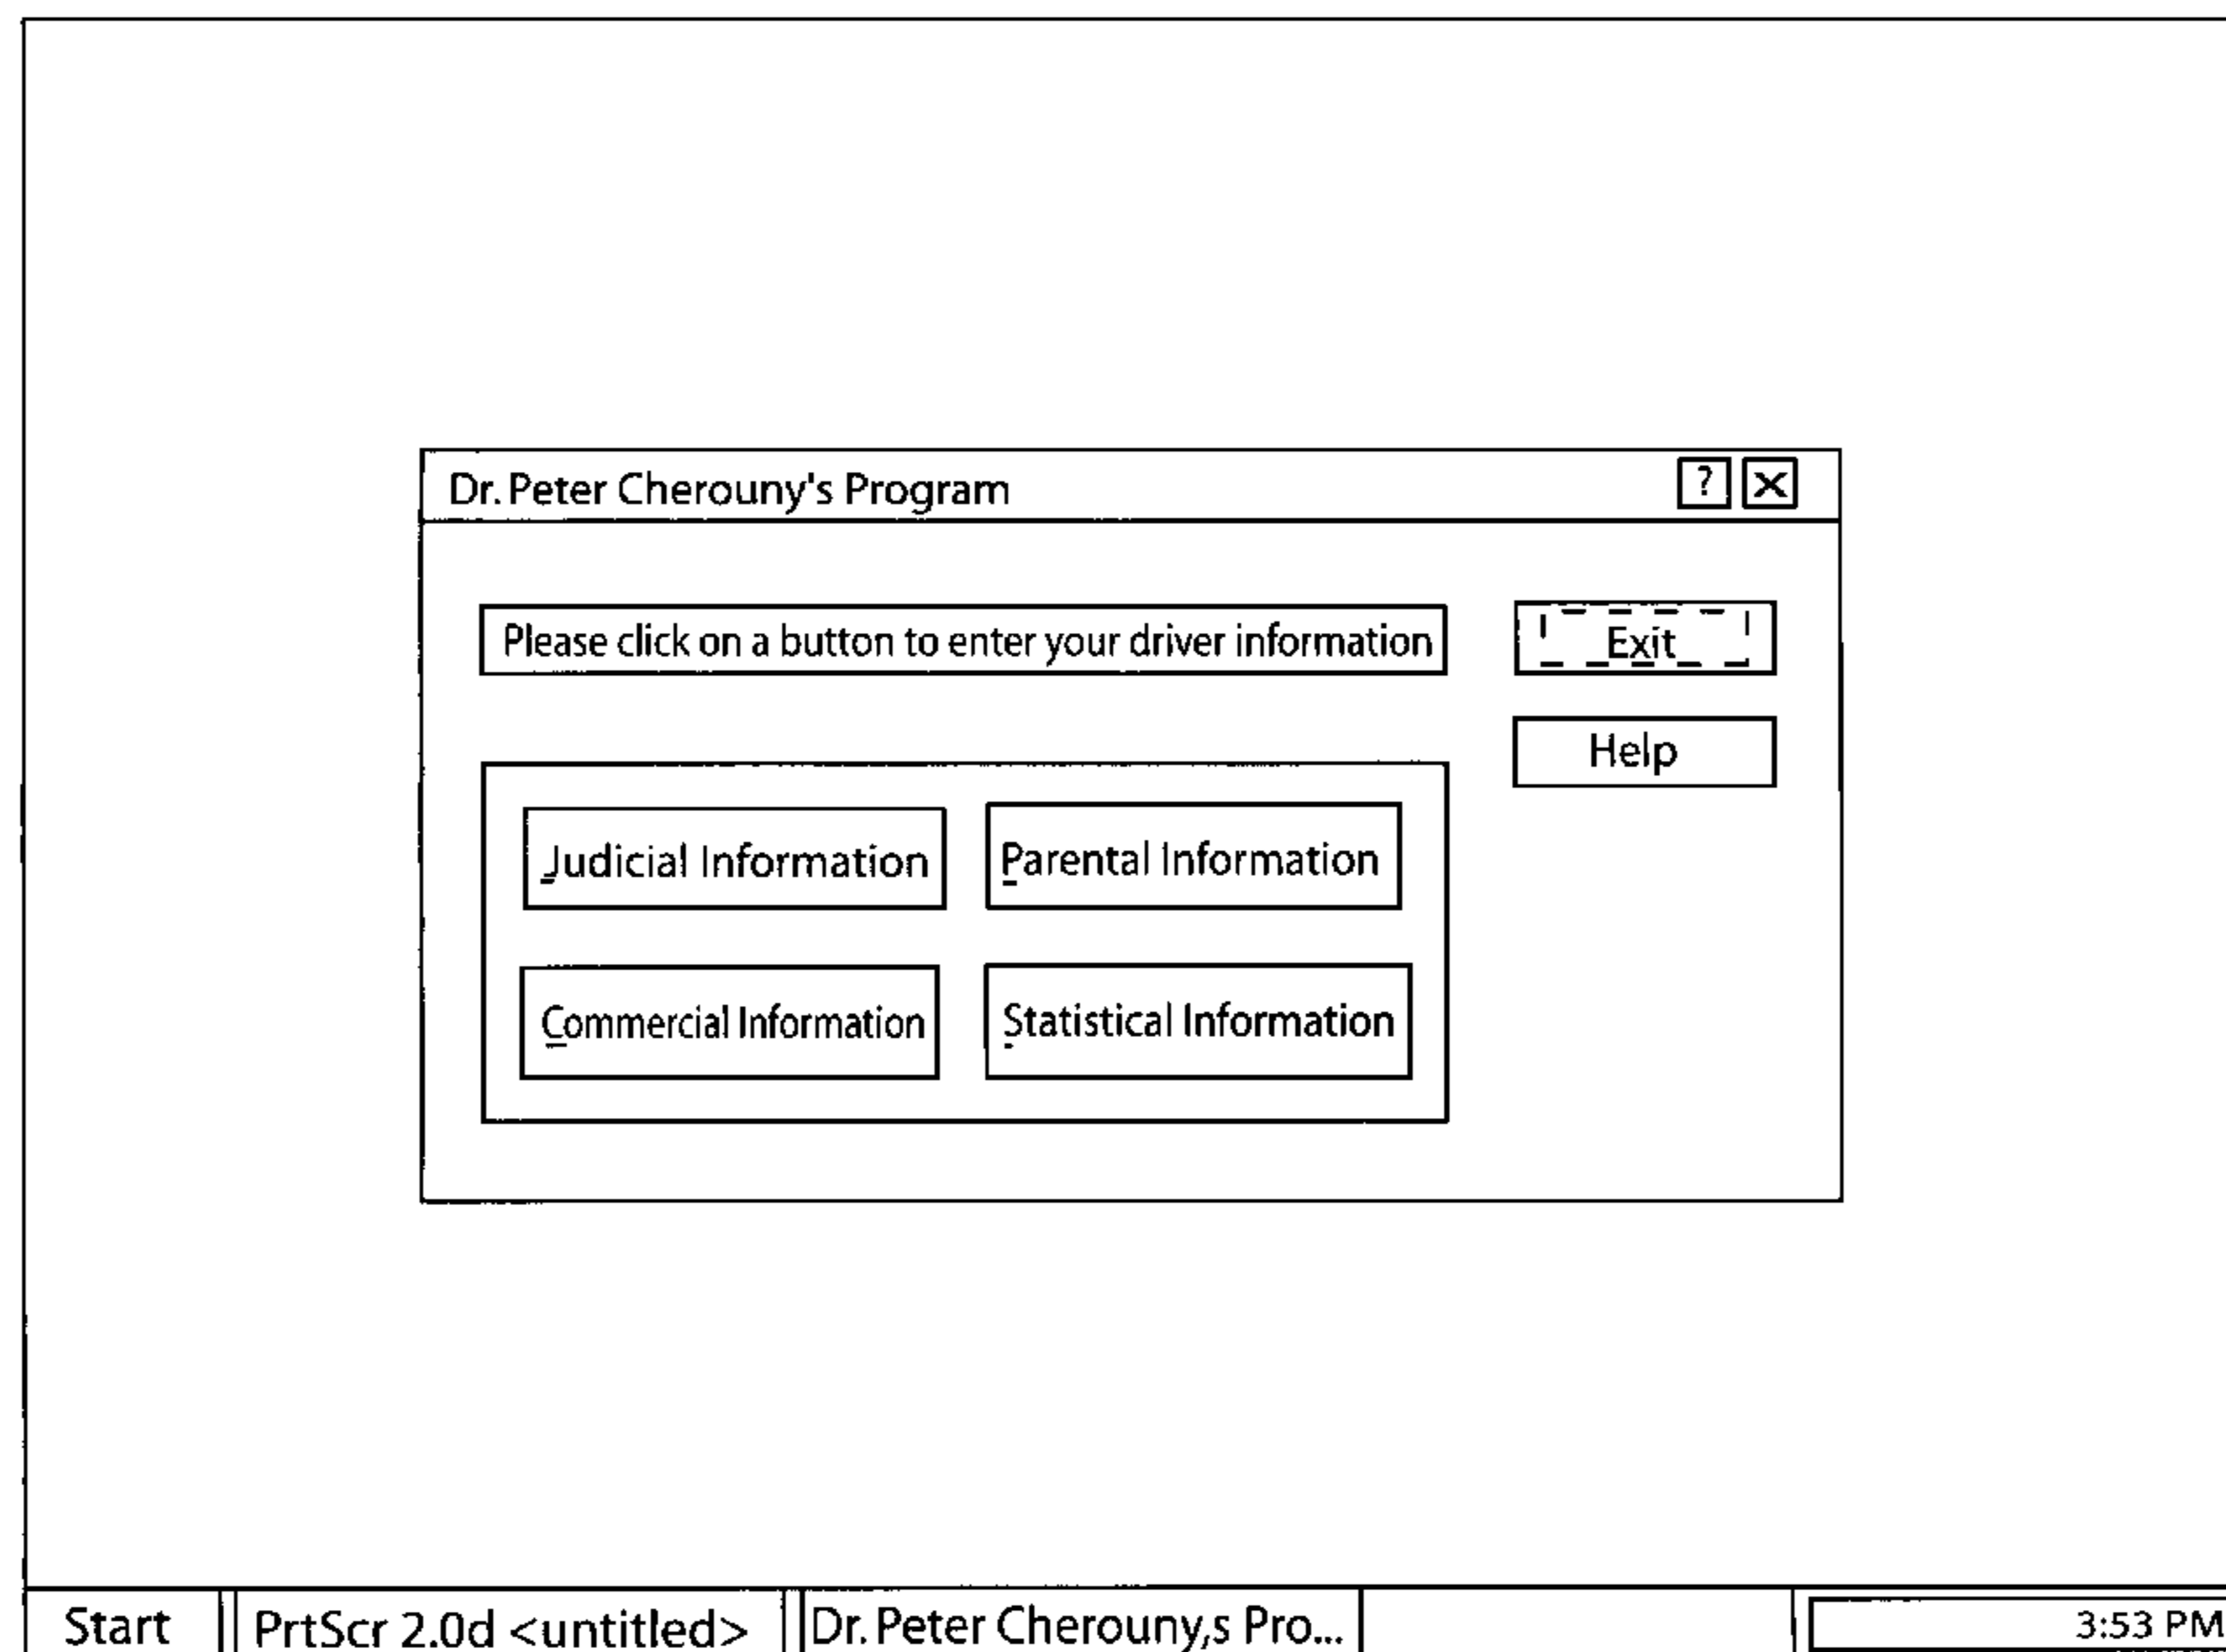 Dr. Peter Cherouny's Program ? X
Please click on a button to enter your driver information
Exit
Help
Judicial Information
Parental Information
Commercial Information
Statistical Information
Start
PrtScr 2.0d <untitled>
Dr. Peter Cherouny,s Pro...
3:53 PM